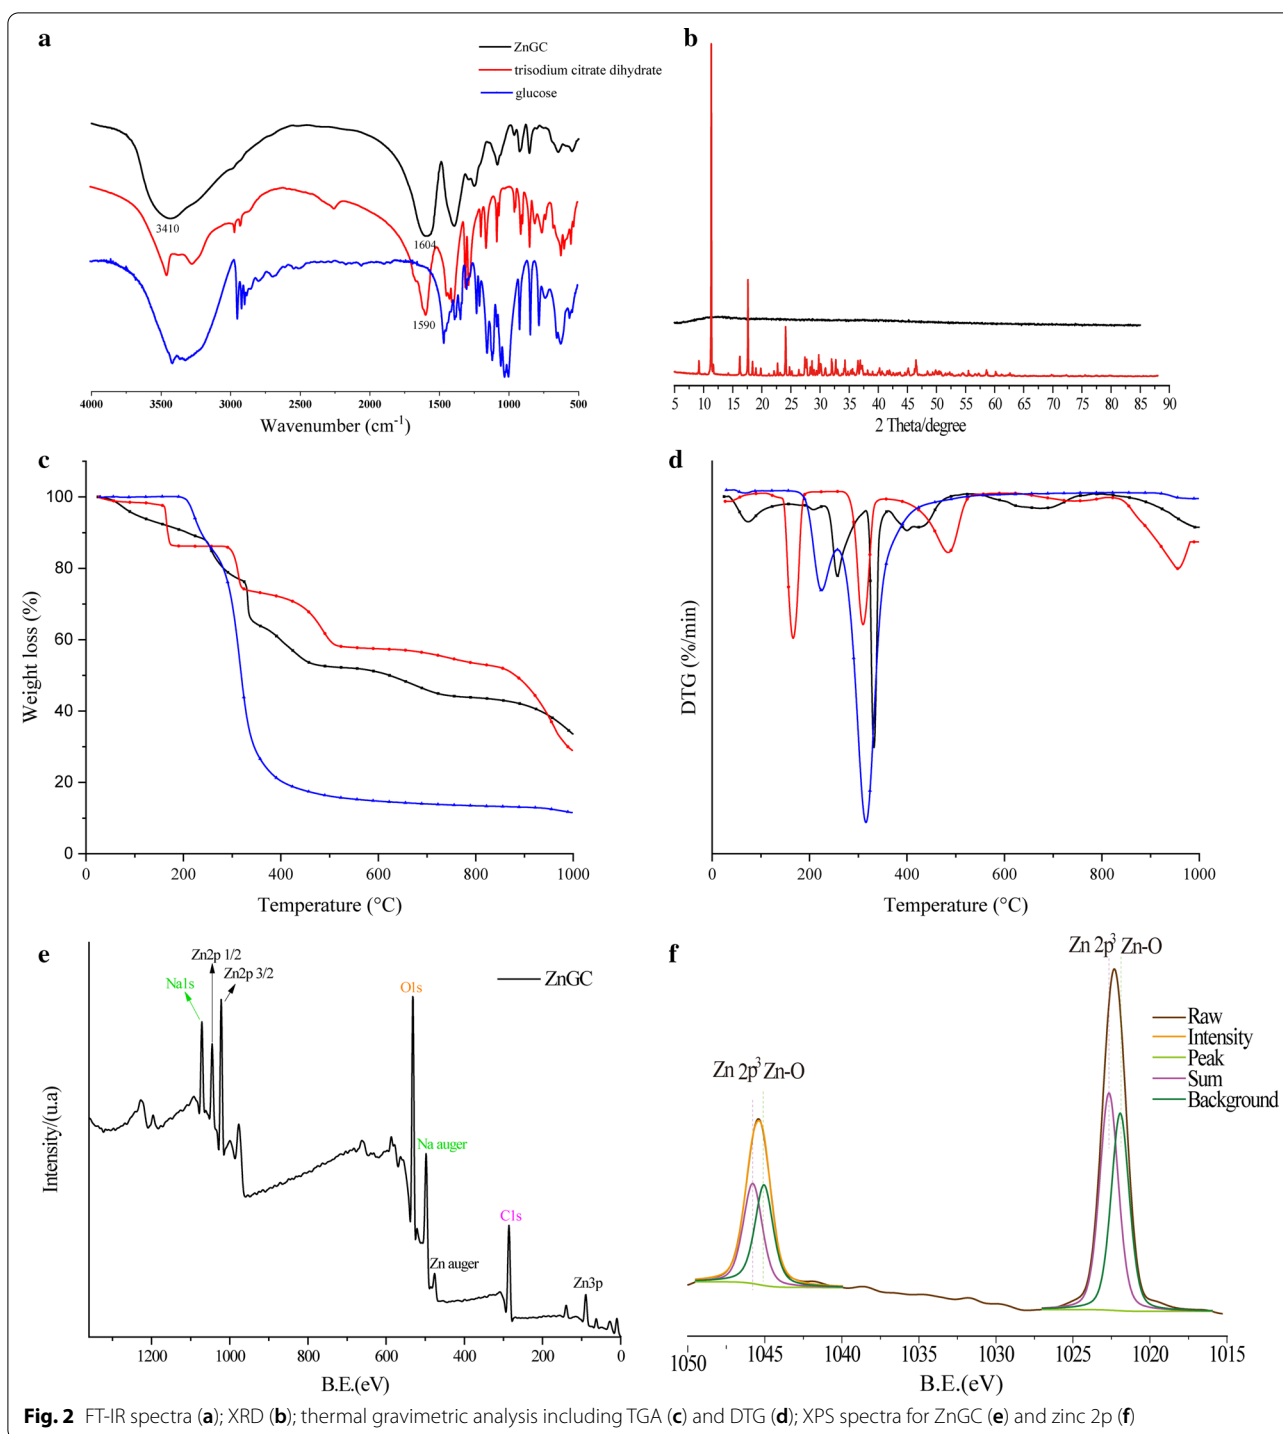 a
ZnGC
trisodium citrate dihydrate
glucose
3410
1604
1590
4000 3500 3000 2500 2000 1500 1000 500
Wavenumber (cm-1)
b
5 10 15 20 25 30 35 40 45 50 55 60 65 70 75 80 85 90
2 Theta/degree
c
100
80
60
40
20
0
Weight loss (%)
0 200 400 600 800 1000
Temperature (°C)
d
DTG (%/min)
0 200 400 600 800 1000
Temperature (°C)
e
Zn2p 1/2
Zn2p 3/2
Na1s
ZnGC
O1s
Na auger
C1s
Zn auger
Zn3p
Intensity/(u.a)
1200 1000 800 600 400 200 0
B.E.(eV)
f
Zn 2p3 Zn-O
Raw
Intensity
Peak
Sum
Background
Zn 2p3 Zn-O
1050 1045 1040 1035 1030 1025 1020 1015
B.E.(eV)
Fig. 2 FT-IR spectra (a); XRD (b); thermal gravimetric analysis including TGA (c) and DTG (d); XPS spectra for ZnGC (e) and zinc 2p (f)